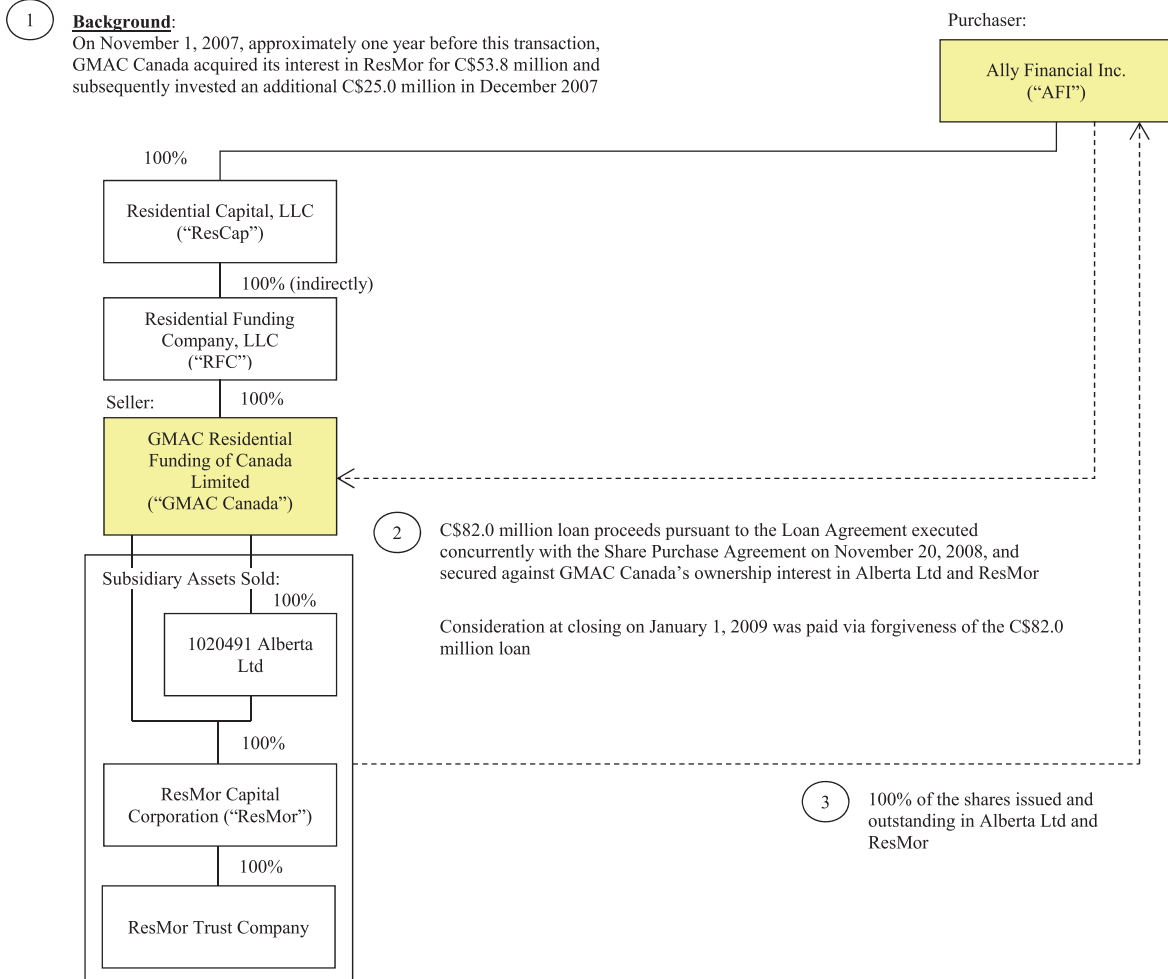 1
Background:
On November 1, 2007, approximately one year before this transaction,
GMAC Canada acquired its interest in ResMor for C$53.8 million and
subsequently invested an additional C$25.0 million in December 2007
Purchaser:
Ally Financial Inc.
(“AFI”)
100%
Residential Capital, LLC
(“ResCap”)
100% (indirectly)
Residential Funding
Company, LLC
(“RFC”)
Seller:
100%
GMAC Residential
Funding of Canada
Limited
(“GMAC Canada”)
2
C$82.0 million loan proceeds pursuant to the Loan Agreement executed
concurrently with the Share Purchase Agreement on November 20, 2008, and
secured against GMAC Canada’s ownership interest in Alberta Ltd and ResMor
Consideration at closing on January 1, 2009 was paid via forgiveness of the C$82.0
million loan
Subsidiary Assets Sold:
100%
1020491 Alberta
Ltd
100%
ResMor Capital
Corporation (“ResMor”)
100%
ResMor Trust Company
3
100% of the shares issued and
outstanding in Alberta Ltd and
ResMor